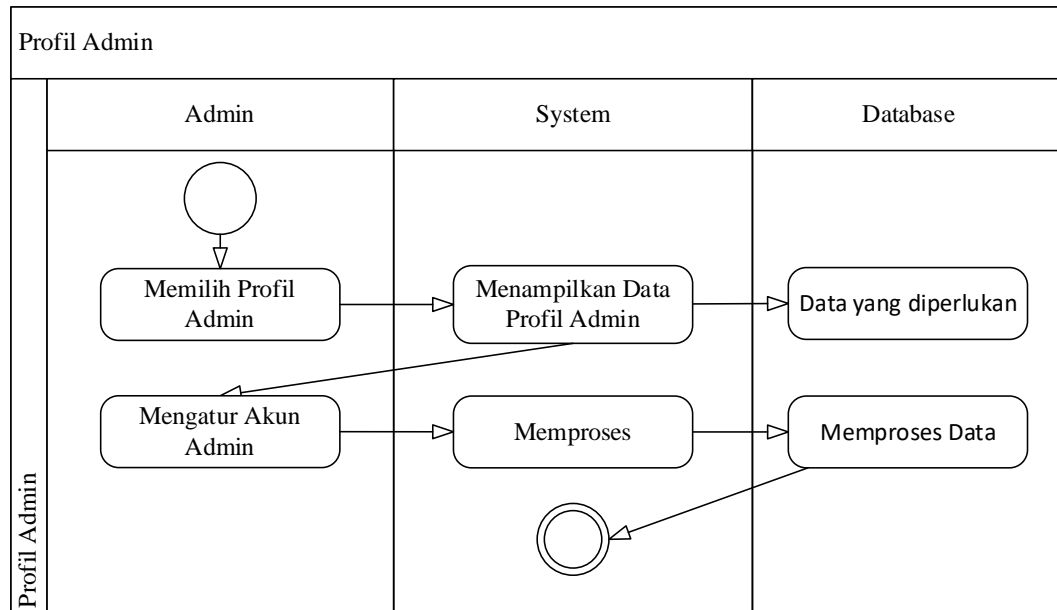 Profil Admin
Admin
System
Database
Memilih Profil
Admin
Menampilkan Data
Profil Admin
Data yang diperlukan
Mengatur Akun
Admin
Memproses
Memproses Data
Profil Admin